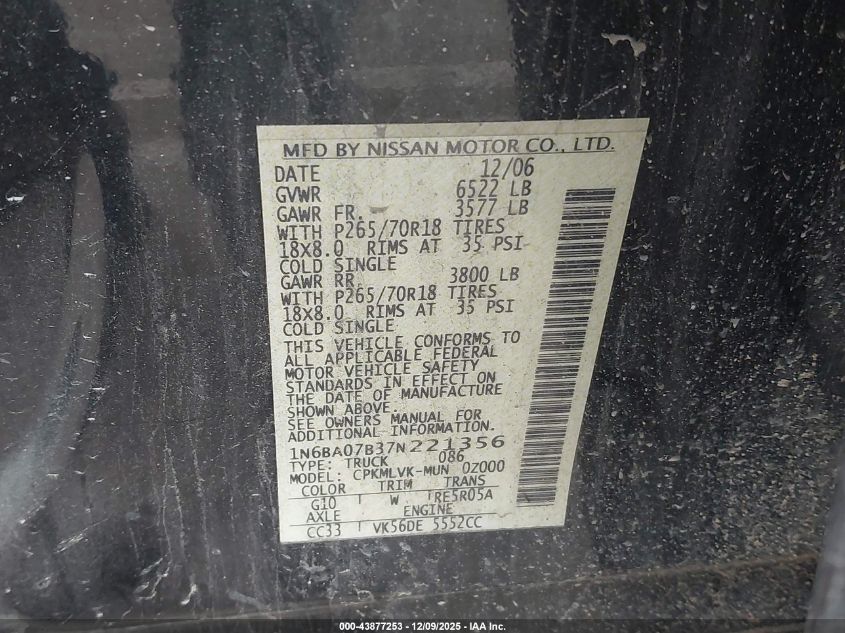 MFD BY NISSAN MOTOR CO., LTD.
DATE 12/06
GVWR 6522 LB
GAWR FR. 3577 LB
WITH P265/70R18 TIRES
18X8.0 RIMS AT 35 PSI
COLD SINGLE
GAWR RR. 3800 LB
WITH P265/70R18 TIRES
18X8.0 RIMS AT 35 PSI
COLD SINGLE
THIS VEHICLE CONFORMS TO
ALL APPLICABLE FEDERAL
MOTOR VEHICLE SAFETY
STANDARDS IN EFFECT ON
THE DATE OF MANUFACTURE
SHOWN ABOVE.
SEE OWNERS MANUAL FOR
ADDITIONAL INFORMATION.
1N6BA07B37N221356
TYPE: TRUCK 086
MODEL: CPKMLVK-MUN 0Z000
COLOR TRIM TRANS
G10 W RE5R05A
AXLE ENGINE
CC33 VK56DE 5552CC
000-43877253 - 12/09/2025 - IAA Inc.